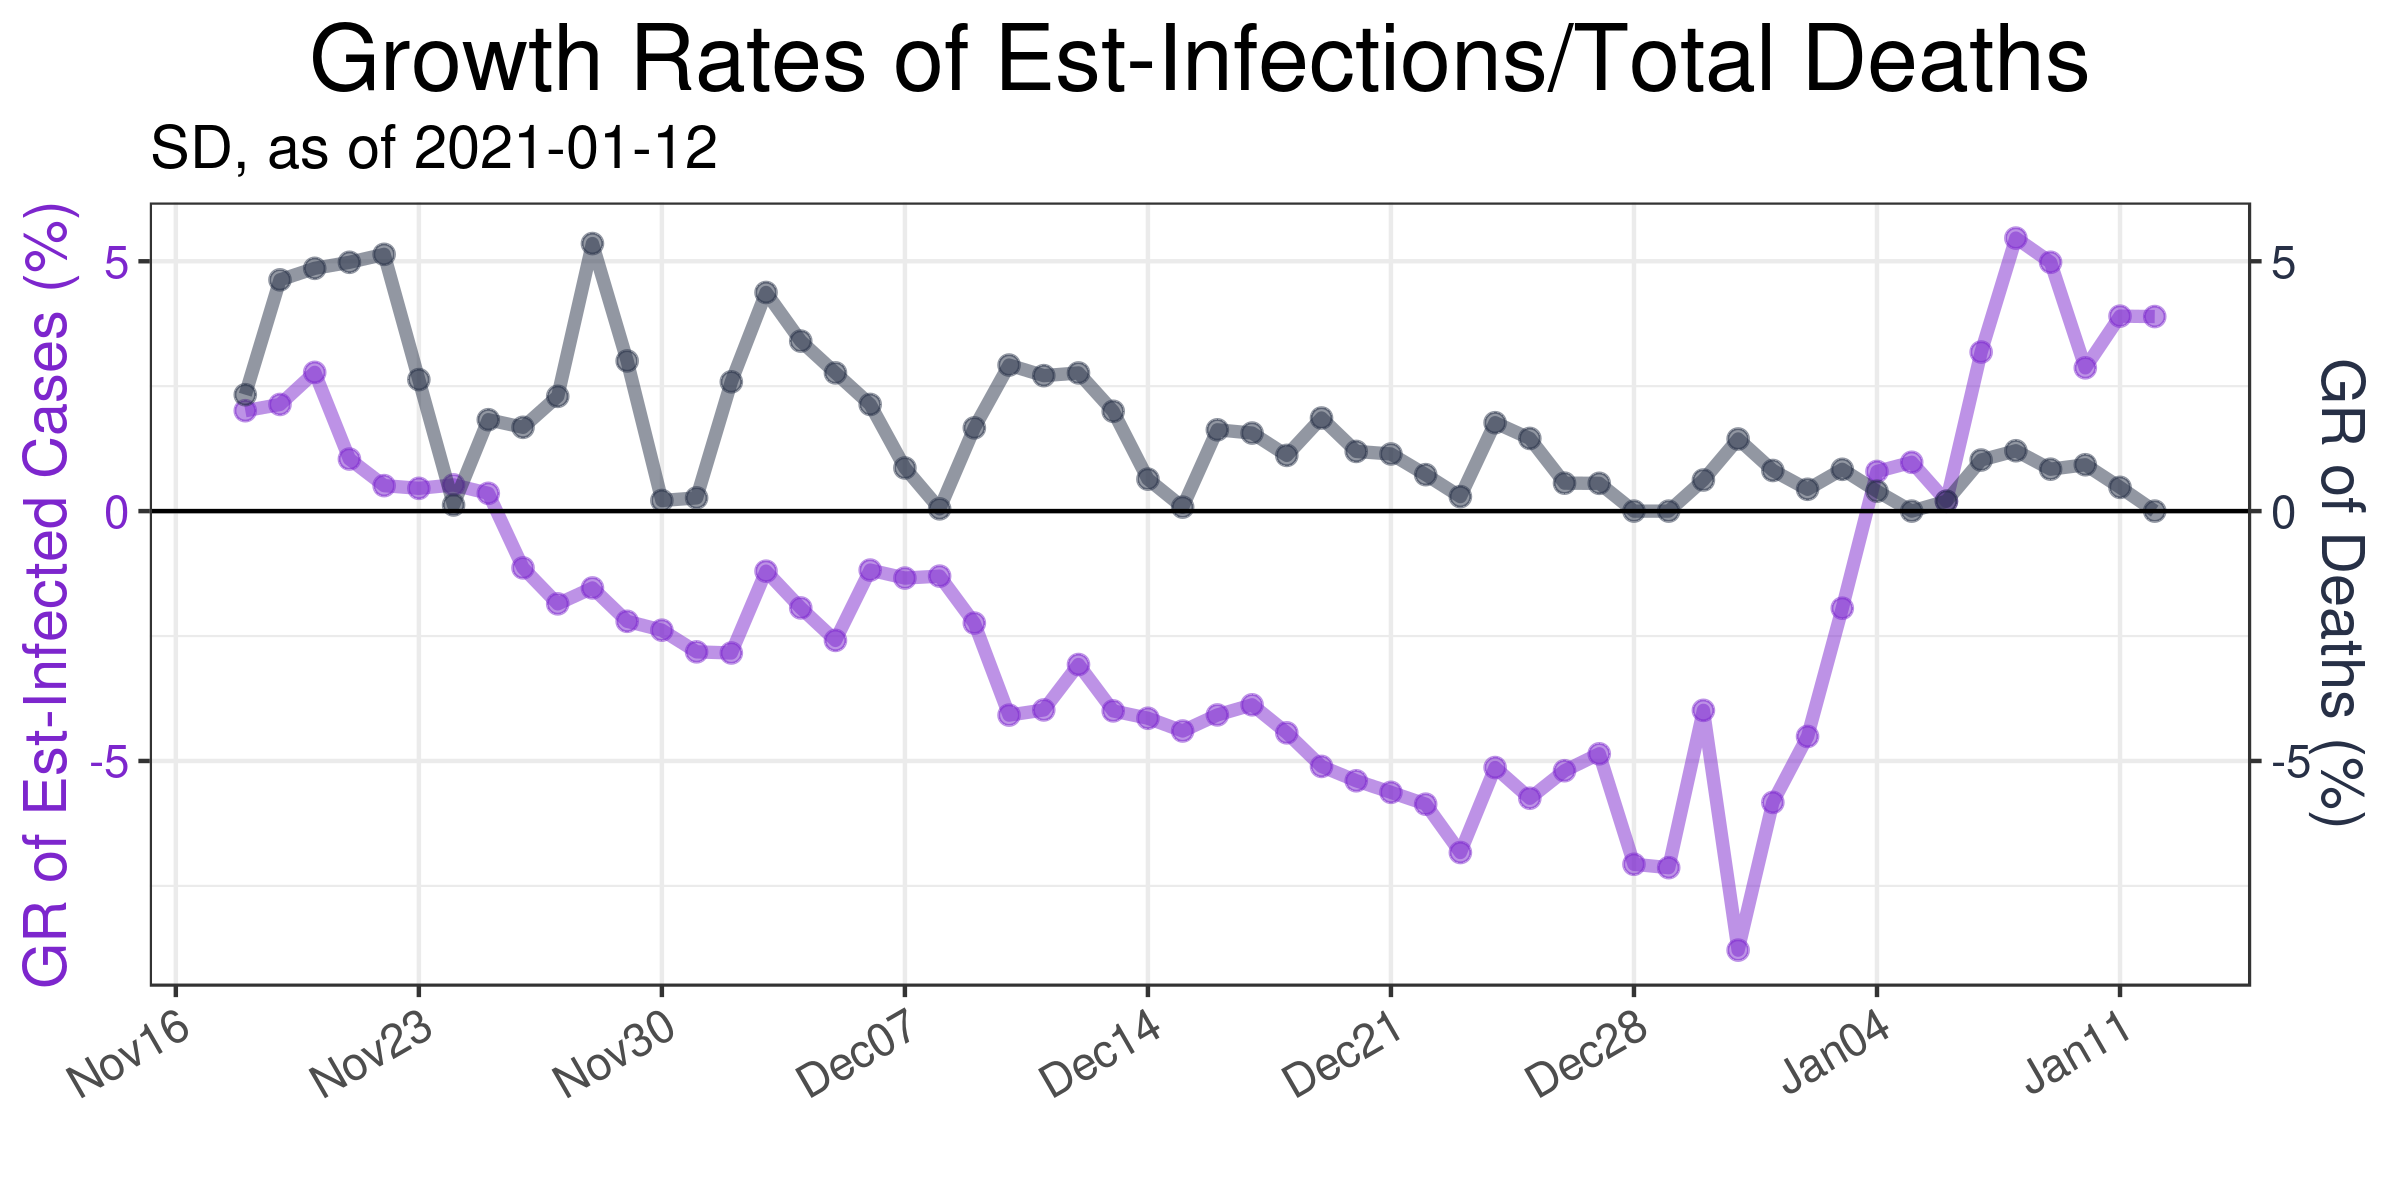 Growth Rates of Est-Infections/Total Deaths
SD, as of 2021-01-12
GR of Est-Infected Cases (%)
5
0
-5
5
0
-5
GR of Deaths (%)
Nov16
Nov23
Nov30
Dec07
Dec14
Dec21
Dec28
Jan04
Jan11